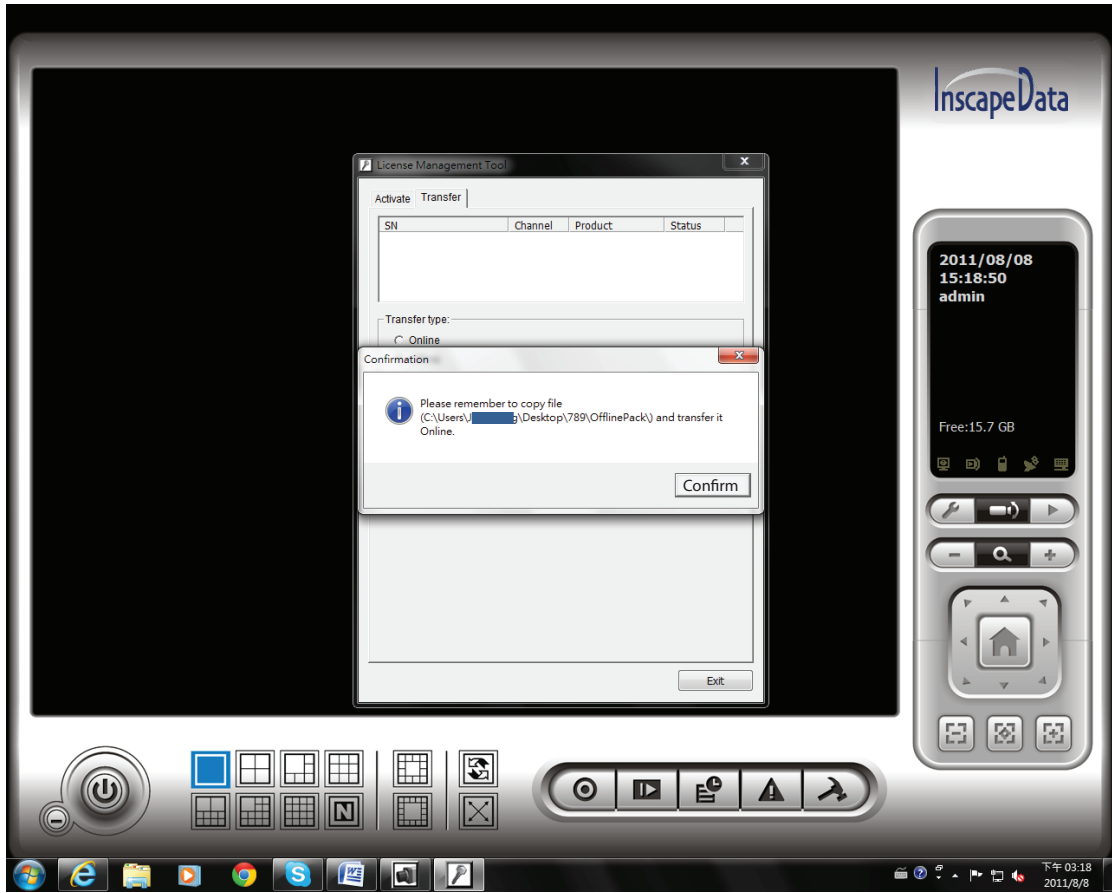 InscapeData
License Management Tool
Activate Transfer
SN Channel Product Status
Transfer type:
Online
Confirmation
Please remember to copy file
(C:\Users\J g\Desktop\789\OfflinePack\) and transfer it
Online.
Confirm
Exit
2011/08/08
15:18:50
admin
Free:15.7 GB
N
下午 03:18
2011/8/8